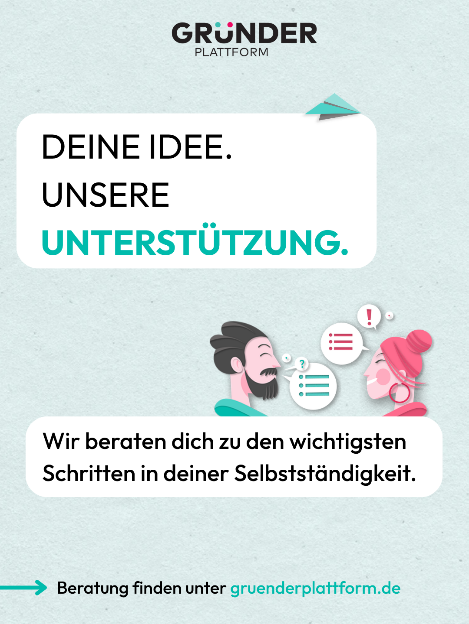 GRÜNDER
PLATTFORM
DEINE IDEE.
UNSERE
UNTERSTÜTZUNG.
!
?
Wir beraten dich zu den wichtigsten
Schritten in deiner Selbstständigkeit.
Beratung finden unter gruenderplattform.de